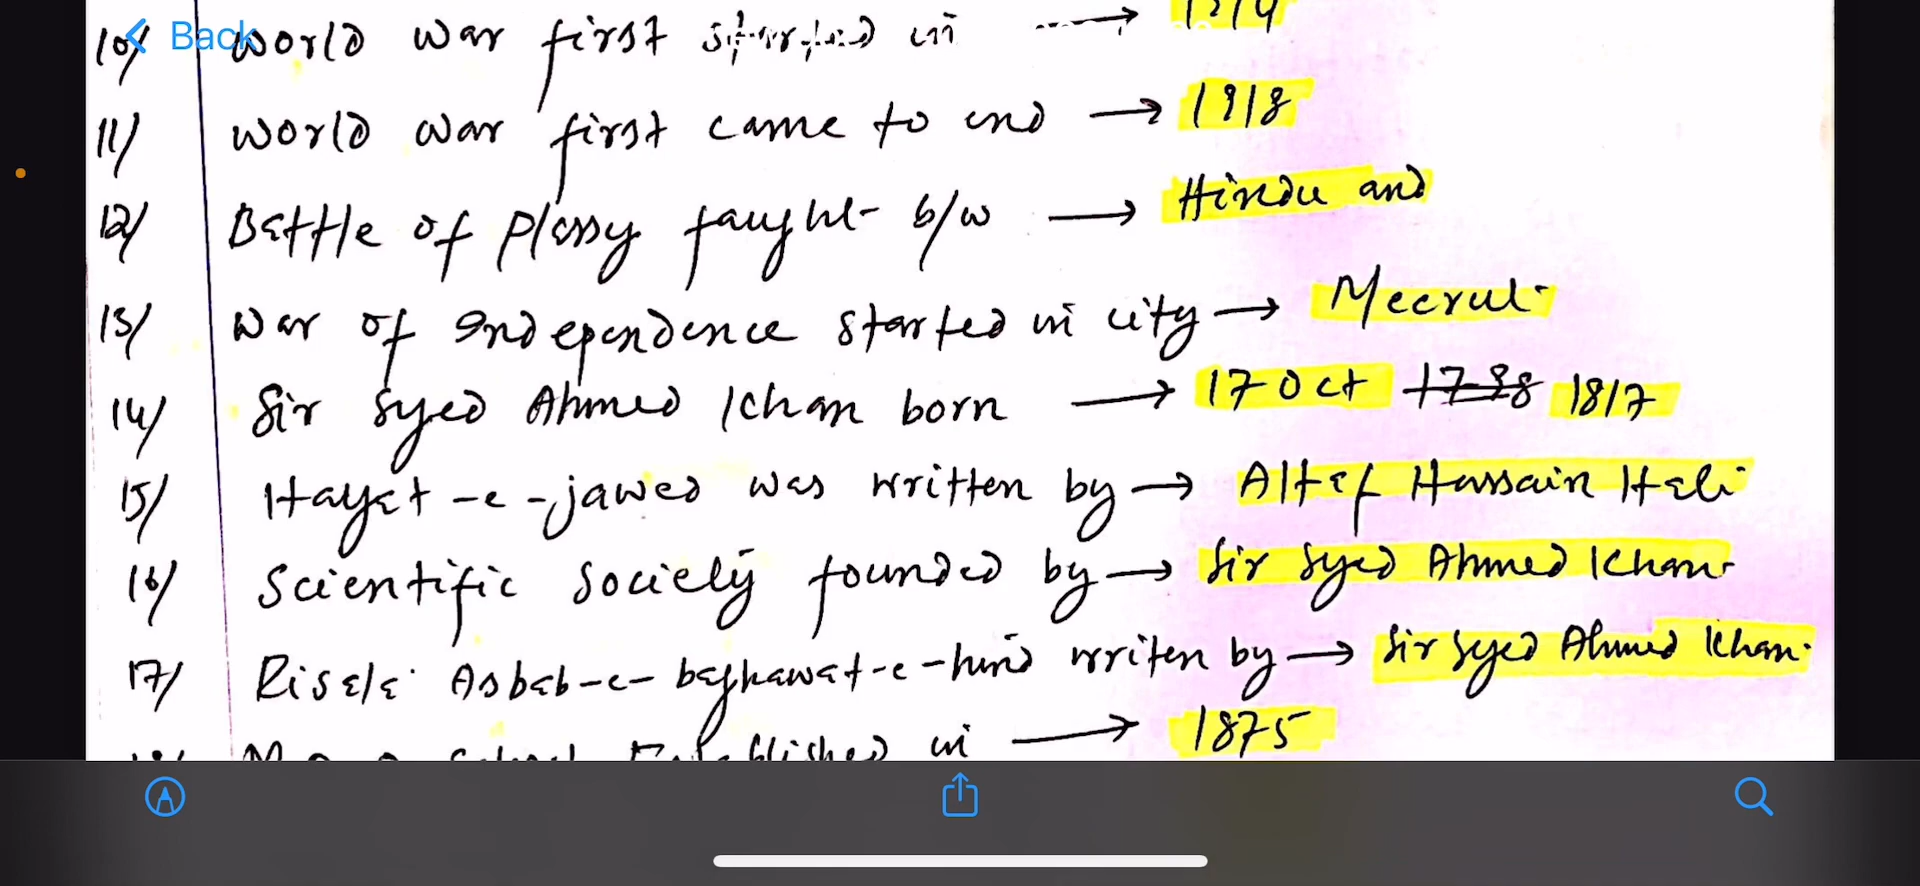 Back
10/ World war first started in → 1914
11/ World war first came to end → 1918
12/ Battle of Plassy faught b/w → Hindu and
13/ War of Independence started in city → Meerut
14/ Sir Syed Ahmed Khan born → 17 Oct 1817
15/ Hayat-e-jawed was written by → Altaf Hussain Hali
16/ Scientific Society founded by → Sir Syed Ahmed Khan
17/ Risala Asbab-e-baghawat-e-hind writen by → Sir Syed Ahmed Khan.
Established in → 1875